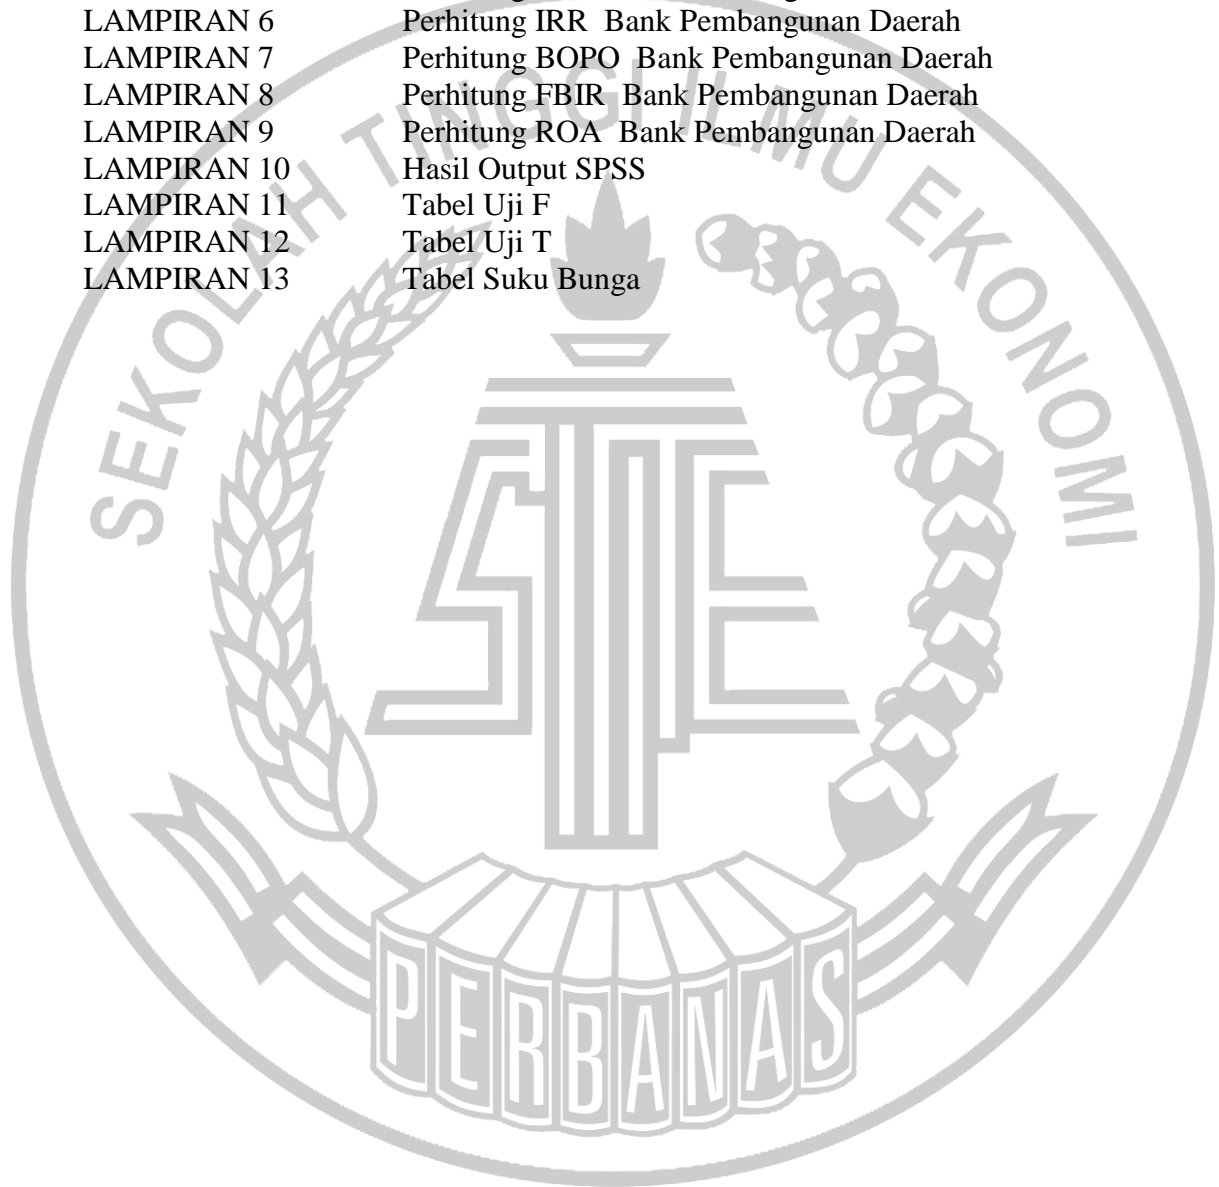 LAMPIRAN 6 Perhitung IRR Bank Pembangunan Daerah
LAMPIRAN 7 Perhitung BOPO Bank Pembangunan Daerah
LAMPIRAN 8 Perhitung FBIR Bank Pembangunan Daerah
LAMPIRAN 9 Perhitung ROA Bank Pembangunan Daerah
LAMPIRAN 10 Hasil Output SPSS
LAMPIRAN 11 Tabel Uji F
LAMPIRAN 12 Tabel Uji T
LAMPIRAN 13 Tabel Suku Bunga
SEKOLAH TINGGI ILMU EKONOMI
STIE
PERBANAS